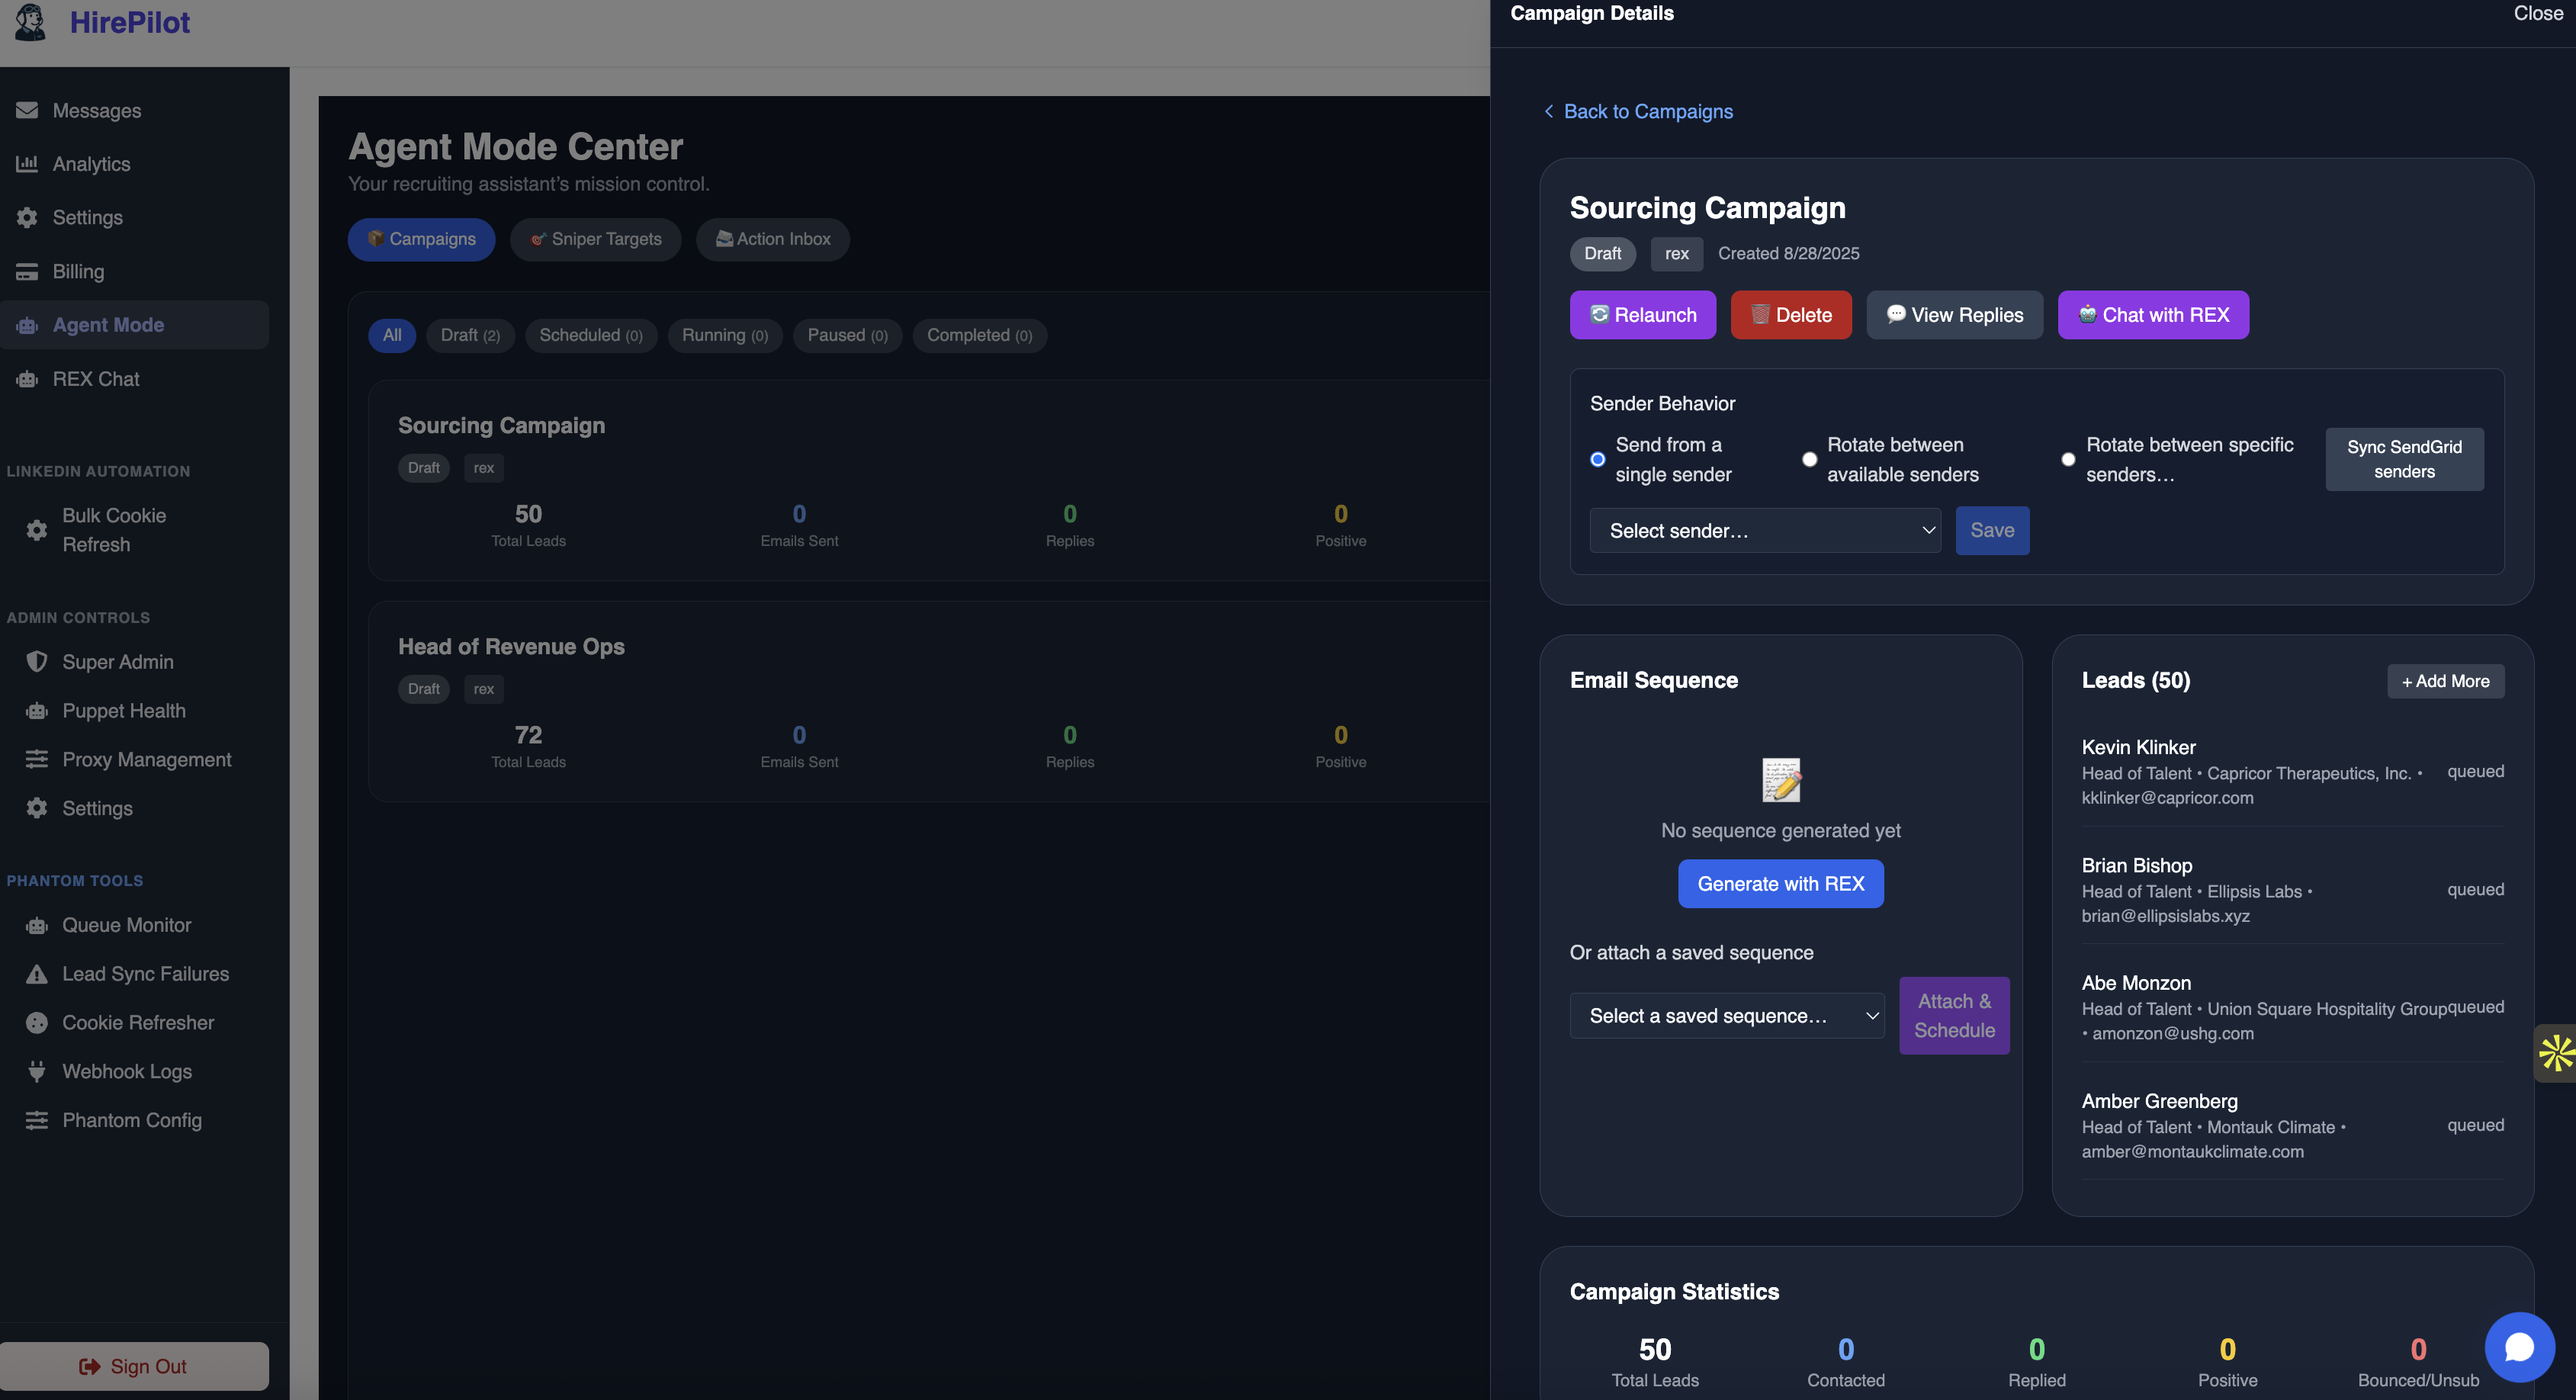 HirePilot
Messages
Analytics
Settings
Billing
Agent Mode
REX Chat
LINKEDIN AUTOMATION
Bulk Cookie
Refresh
ADMIN CONTROLS
Super Admin
Puppet Health
Proxy Management
Settings
PHANTOM TOOLS
Queue Monitor
Lead Sync Failures
Cookie Refresher
Webhook Logs
Phantom Config
Sign Out
Agent Mode Center
Your recruiting assistant’s mission control.
Campaigns
Sniper Targets
Action Inbox
All
Draft (2)
Scheduled (0)
Running (0)
Paused (0)
Completed (0)
Sourcing Campaign
Draft
rex
50
Total Leads
0
Emails Sent
0
Replies
0
Positive
Head of Revenue Ops
Draft
rex
72
Total Leads
0
Emails Sent
0
Replies
0
Positive
Campaign Details
Close
Back to Campaigns
Sourcing Campaign
Draft
rex
Created 8/28/2025
Relaunch
Delete
View Replies
Chat with REX
Sender Behavior
Send from a
single sender
Rotate between
available senders
Rotate between specific
senders…
Sync SendGrid
senders
Select sender…
Save
Email Sequence
No sequence generated yet
Generate with REX
Or attach a saved sequence
Select a saved sequence…
Attach &
Schedule
Leads (50)
+ Add More
Kevin Klinker
Head of Talent • Capricor Therapeutics, Inc. •
kklinker@capricor.com
queued
Brian Bishop
Head of Talent • Ellipsis Labs •
brian@ellipsislabs.xyz
queued
Abe Monzon
Head of Talent • Union Square Hospitality Group
• amonzon@ushg.com
queued
Amber Greenberg
Head of Talent • Montauk Climate •
amber@montaukclimate.com
queued
Campaign Statistics
50
Total Leads
0
Contacted
0
Replied
0
Positive
0
Bounced/Unsub